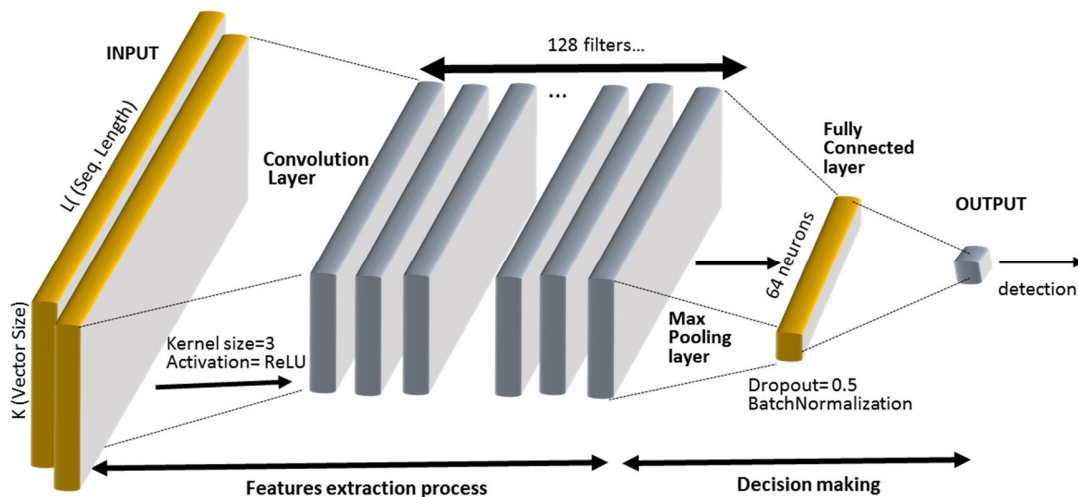 128 filters...
INPUT
...
L( (Seq. Length)
Convolution
Layer
Fully
Connected
layer
OUTPUT
64 neurons
detection
K (Vector Size)
Kernel size=3
Activation= ReLU
Max
Pooling
layer
Dropout= 0.5
BatchNormalization
Features extraction process
Decision making